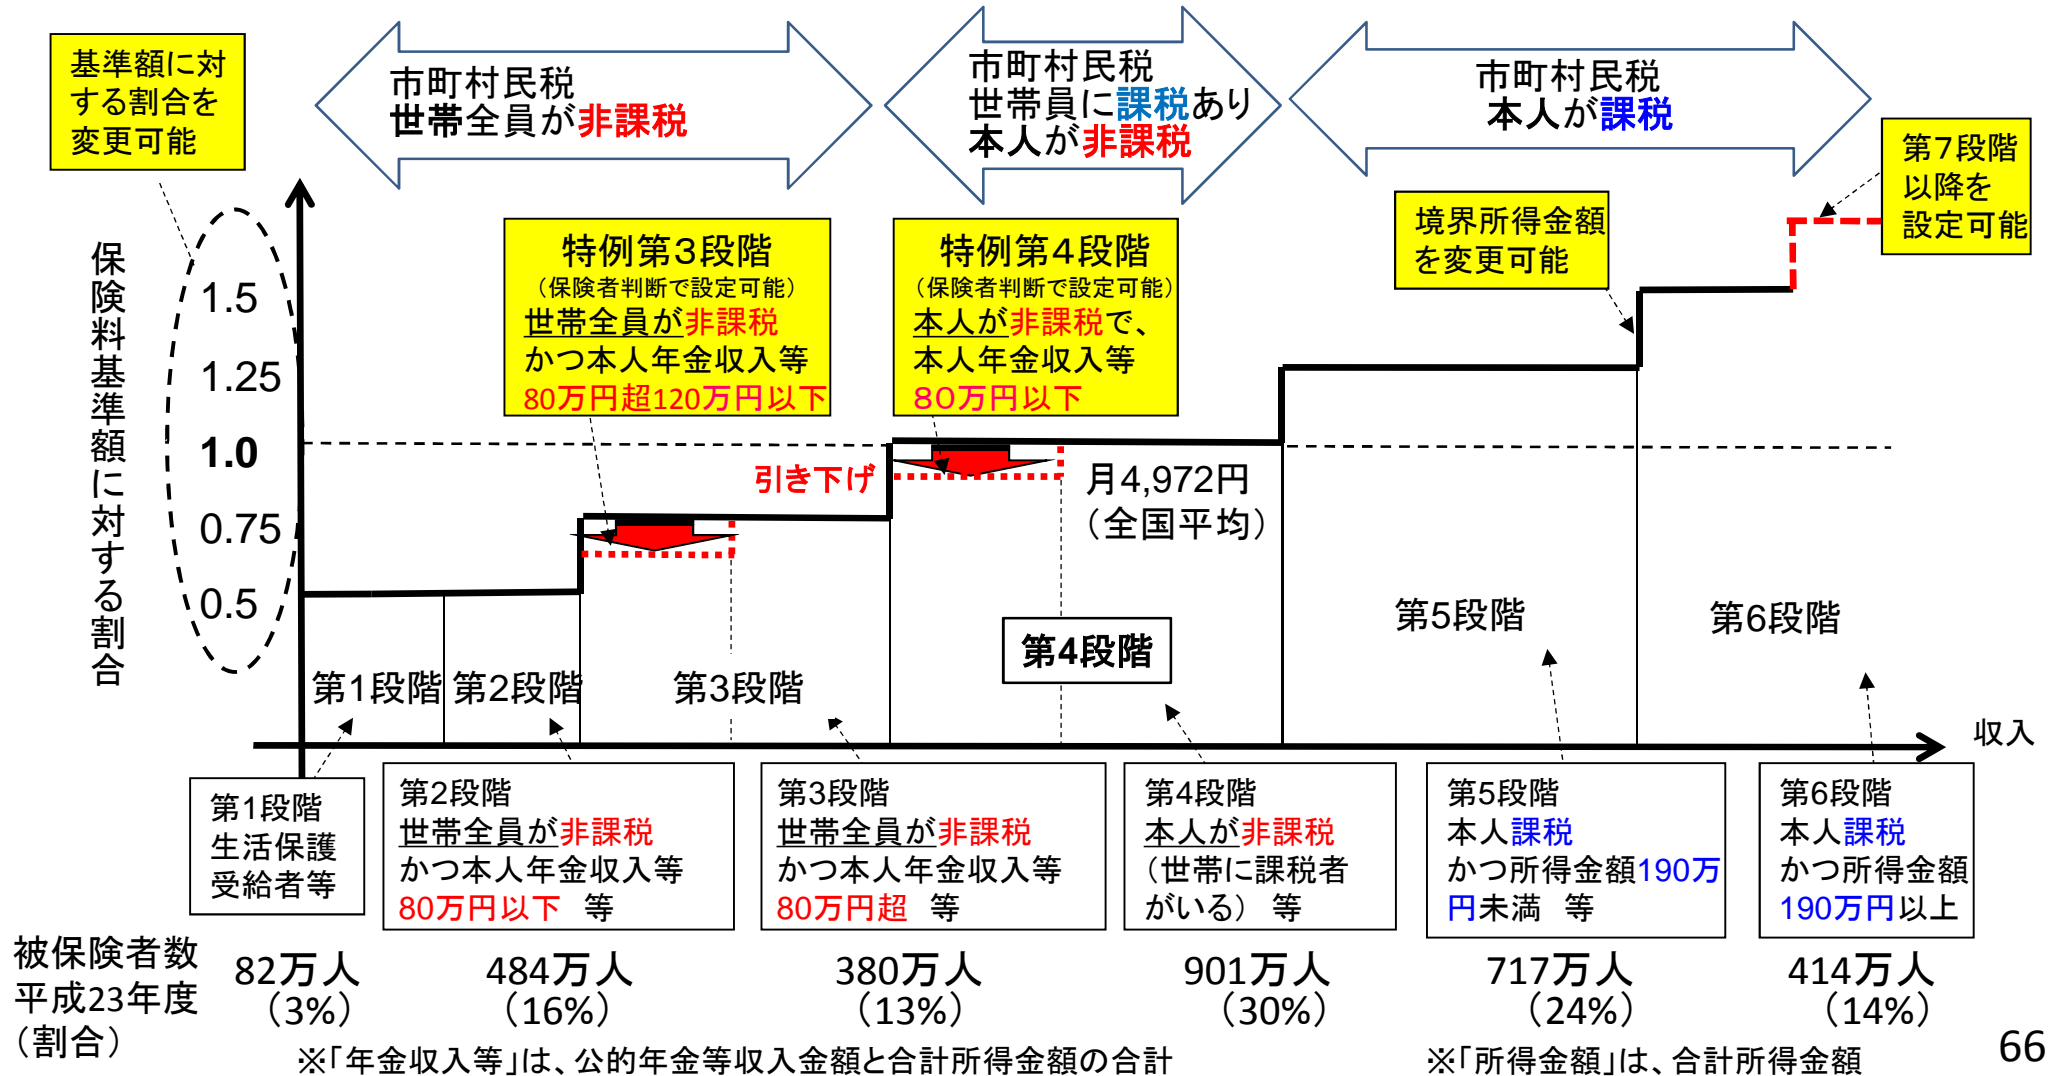 基準額に対
する割合を
変更可能
市町村民税
世帯全員が非課税
市町村民税
世帯員に課税あり
本人が非課税
市町村民税
本人が課税
第7段階
以降を
設定可能
境界所得金額
を変更可能
特例第3段階
（保険者判断で設定可能）
世帯全員が非課税
かつ本人年金収入等
80万円超120万円以下
特例第4段階
（保険者判断で設定可能）
本人が非課税で、
本人年金収入等
８０万円以下
保険料基準額に対する割合
1.5
1.25
1.0
0.75
0.5
引き下げ
月4,972円
（全国平均）
第1段階
第2段階
第3段階
第4段階
第5段階
第6段階
収入
第1段階
生活保護
受給者等
第2段階
世帯全員が非課税
かつ本人年金収入等
80万円以下　等
第3段階
世帯全員が非課税
かつ本人年金収入等
80万円超　等
第4段階
本人が非課税
（世帯に課税者
がいる）　等
第5段階
本人課税
かつ所得金額190万
円未満　等
第6段階
本人課税
かつ所得金額
190万円以上
被保険者数
平成23年度
（割合）
82万人
（3%）
484万人
（16%）
380万人
（13%）
901万人
（30%）
717万人
（24%）
414万人
（14%）
※「年金収入等」は、公的年金等収入金額と合計所得金額の合計
※「所得金額」は、合計所得金額
66